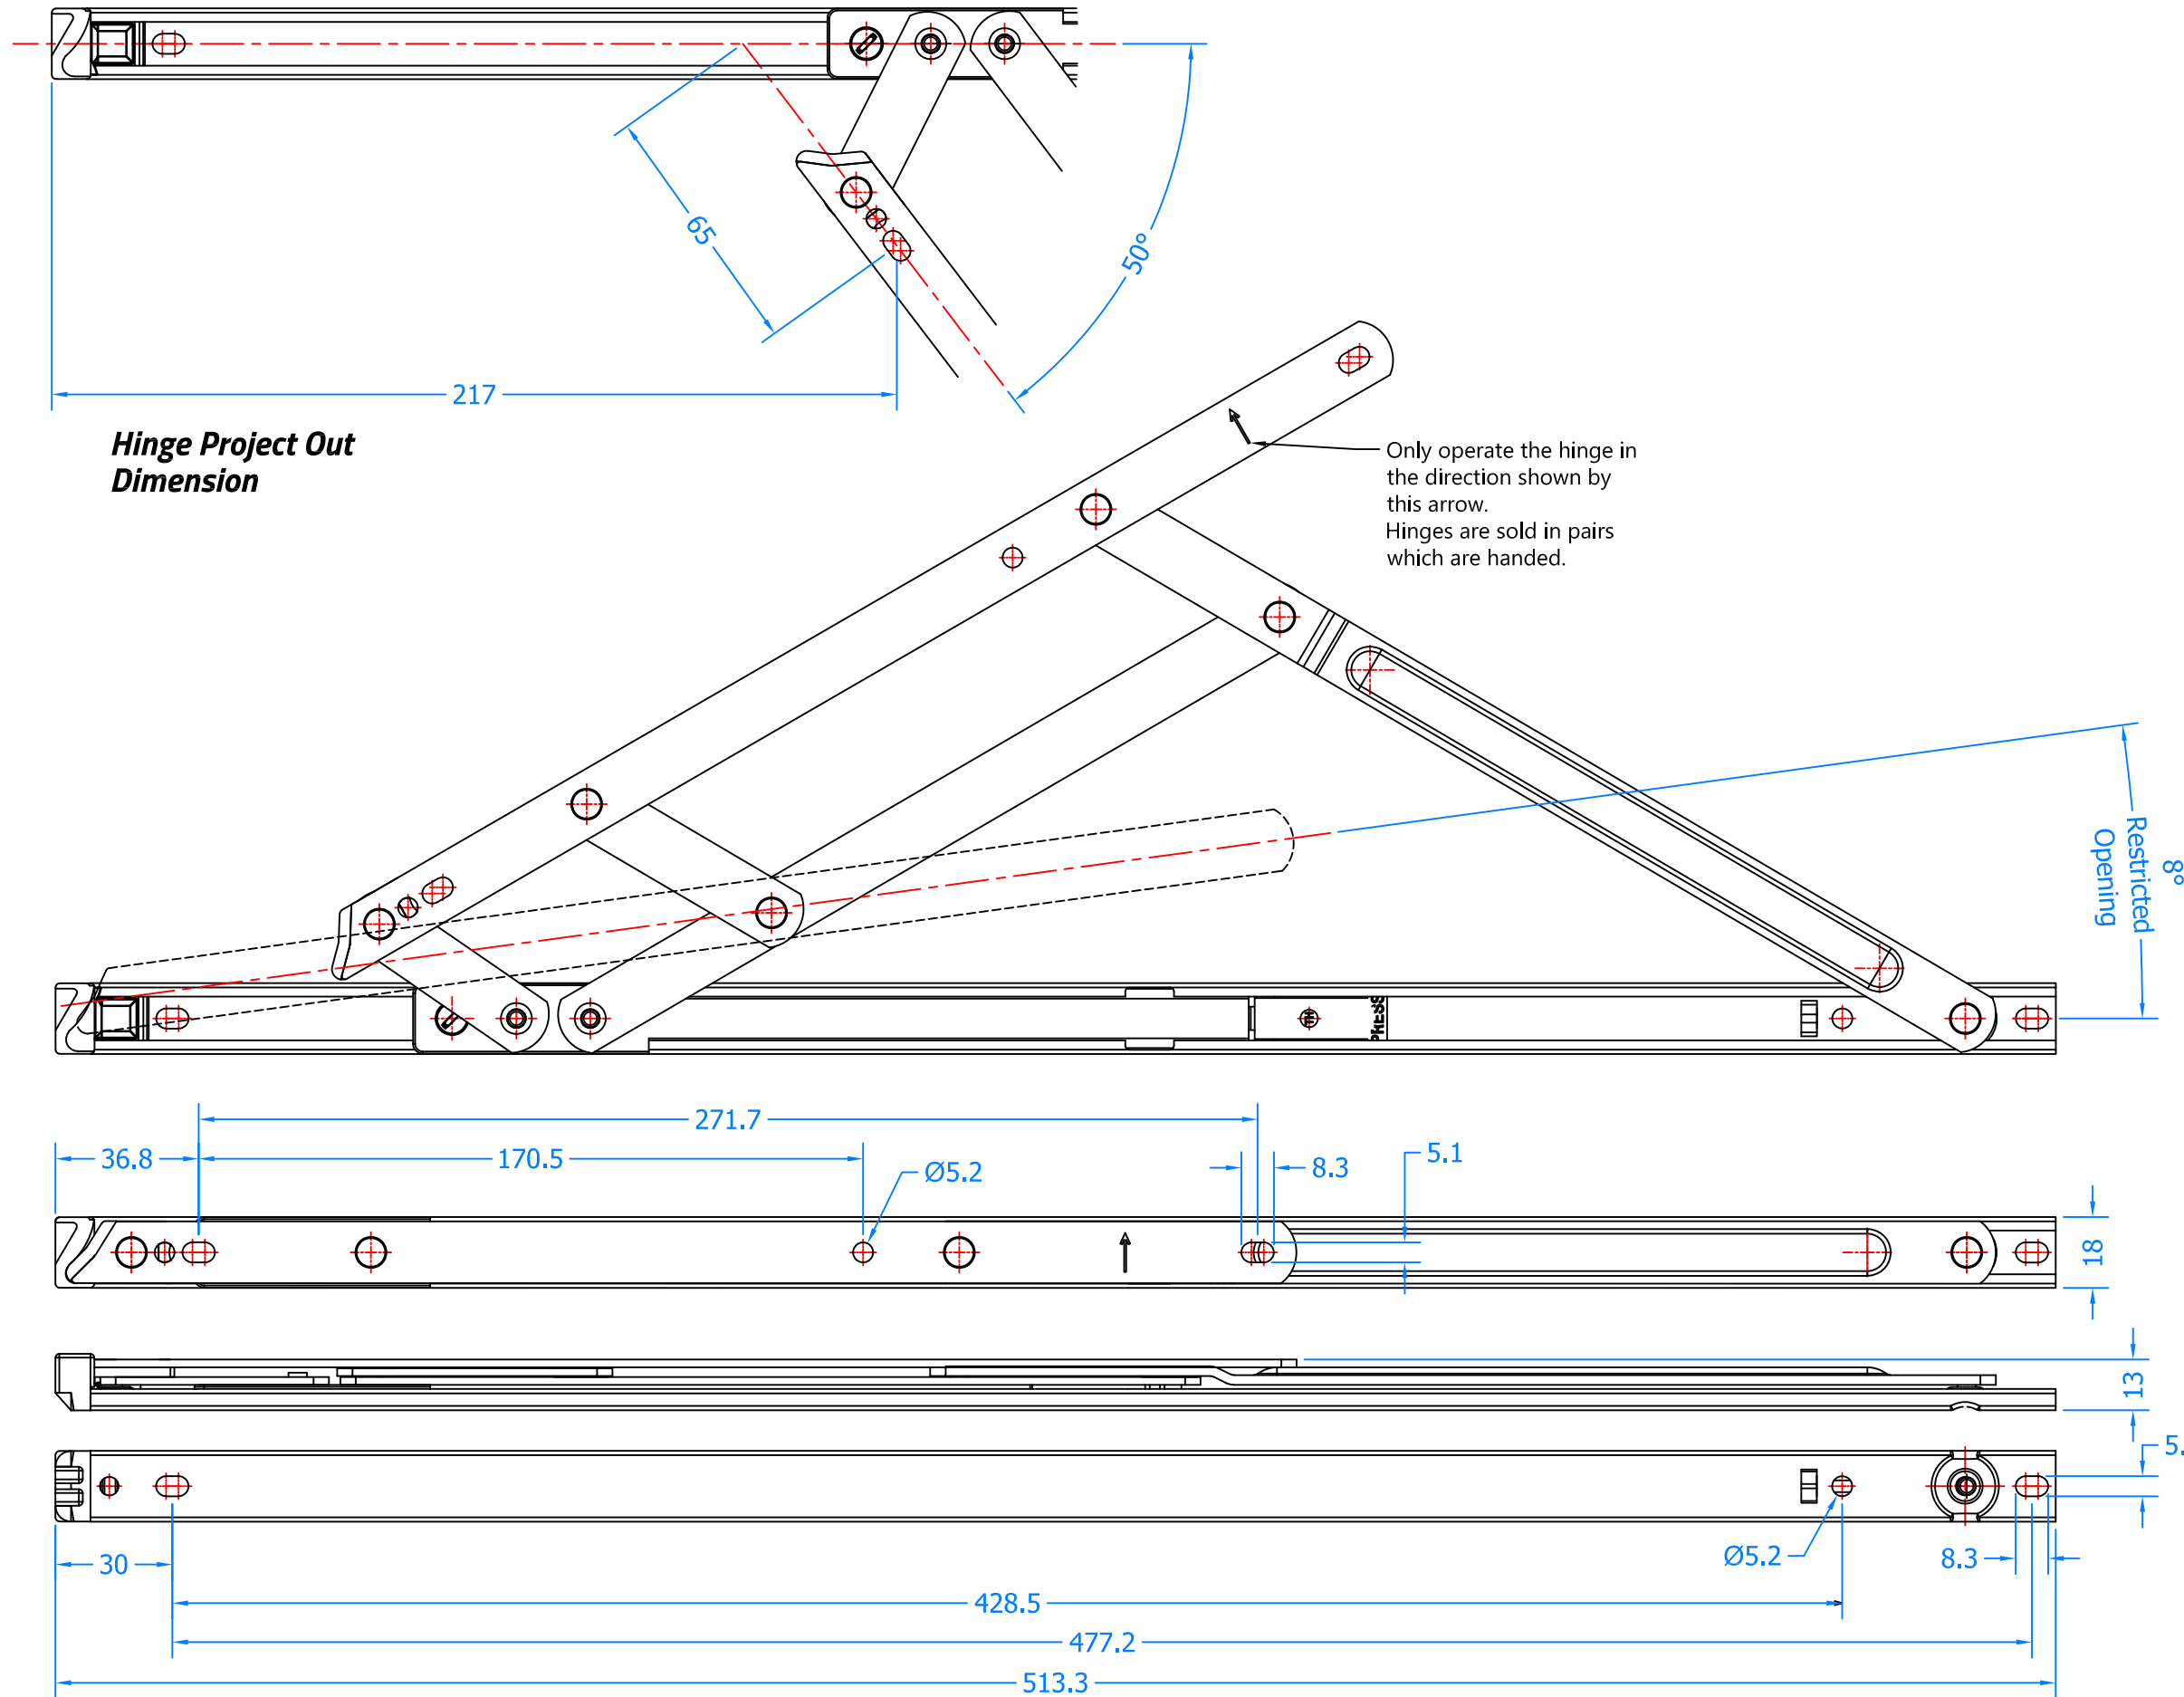 65
50°
217
Hinge Project Out
Dimension
Only operate the hinge in
the direction shown by
this arrow.
Hinges are sold in pairs
which are handed.
8°
Restricted
Opening
PRESS
271.7
36.8
170.5
Ø5.2
8.3
5.1
18
13
5.
30
Ø5.2
8.3
428.5
477.2
513.3